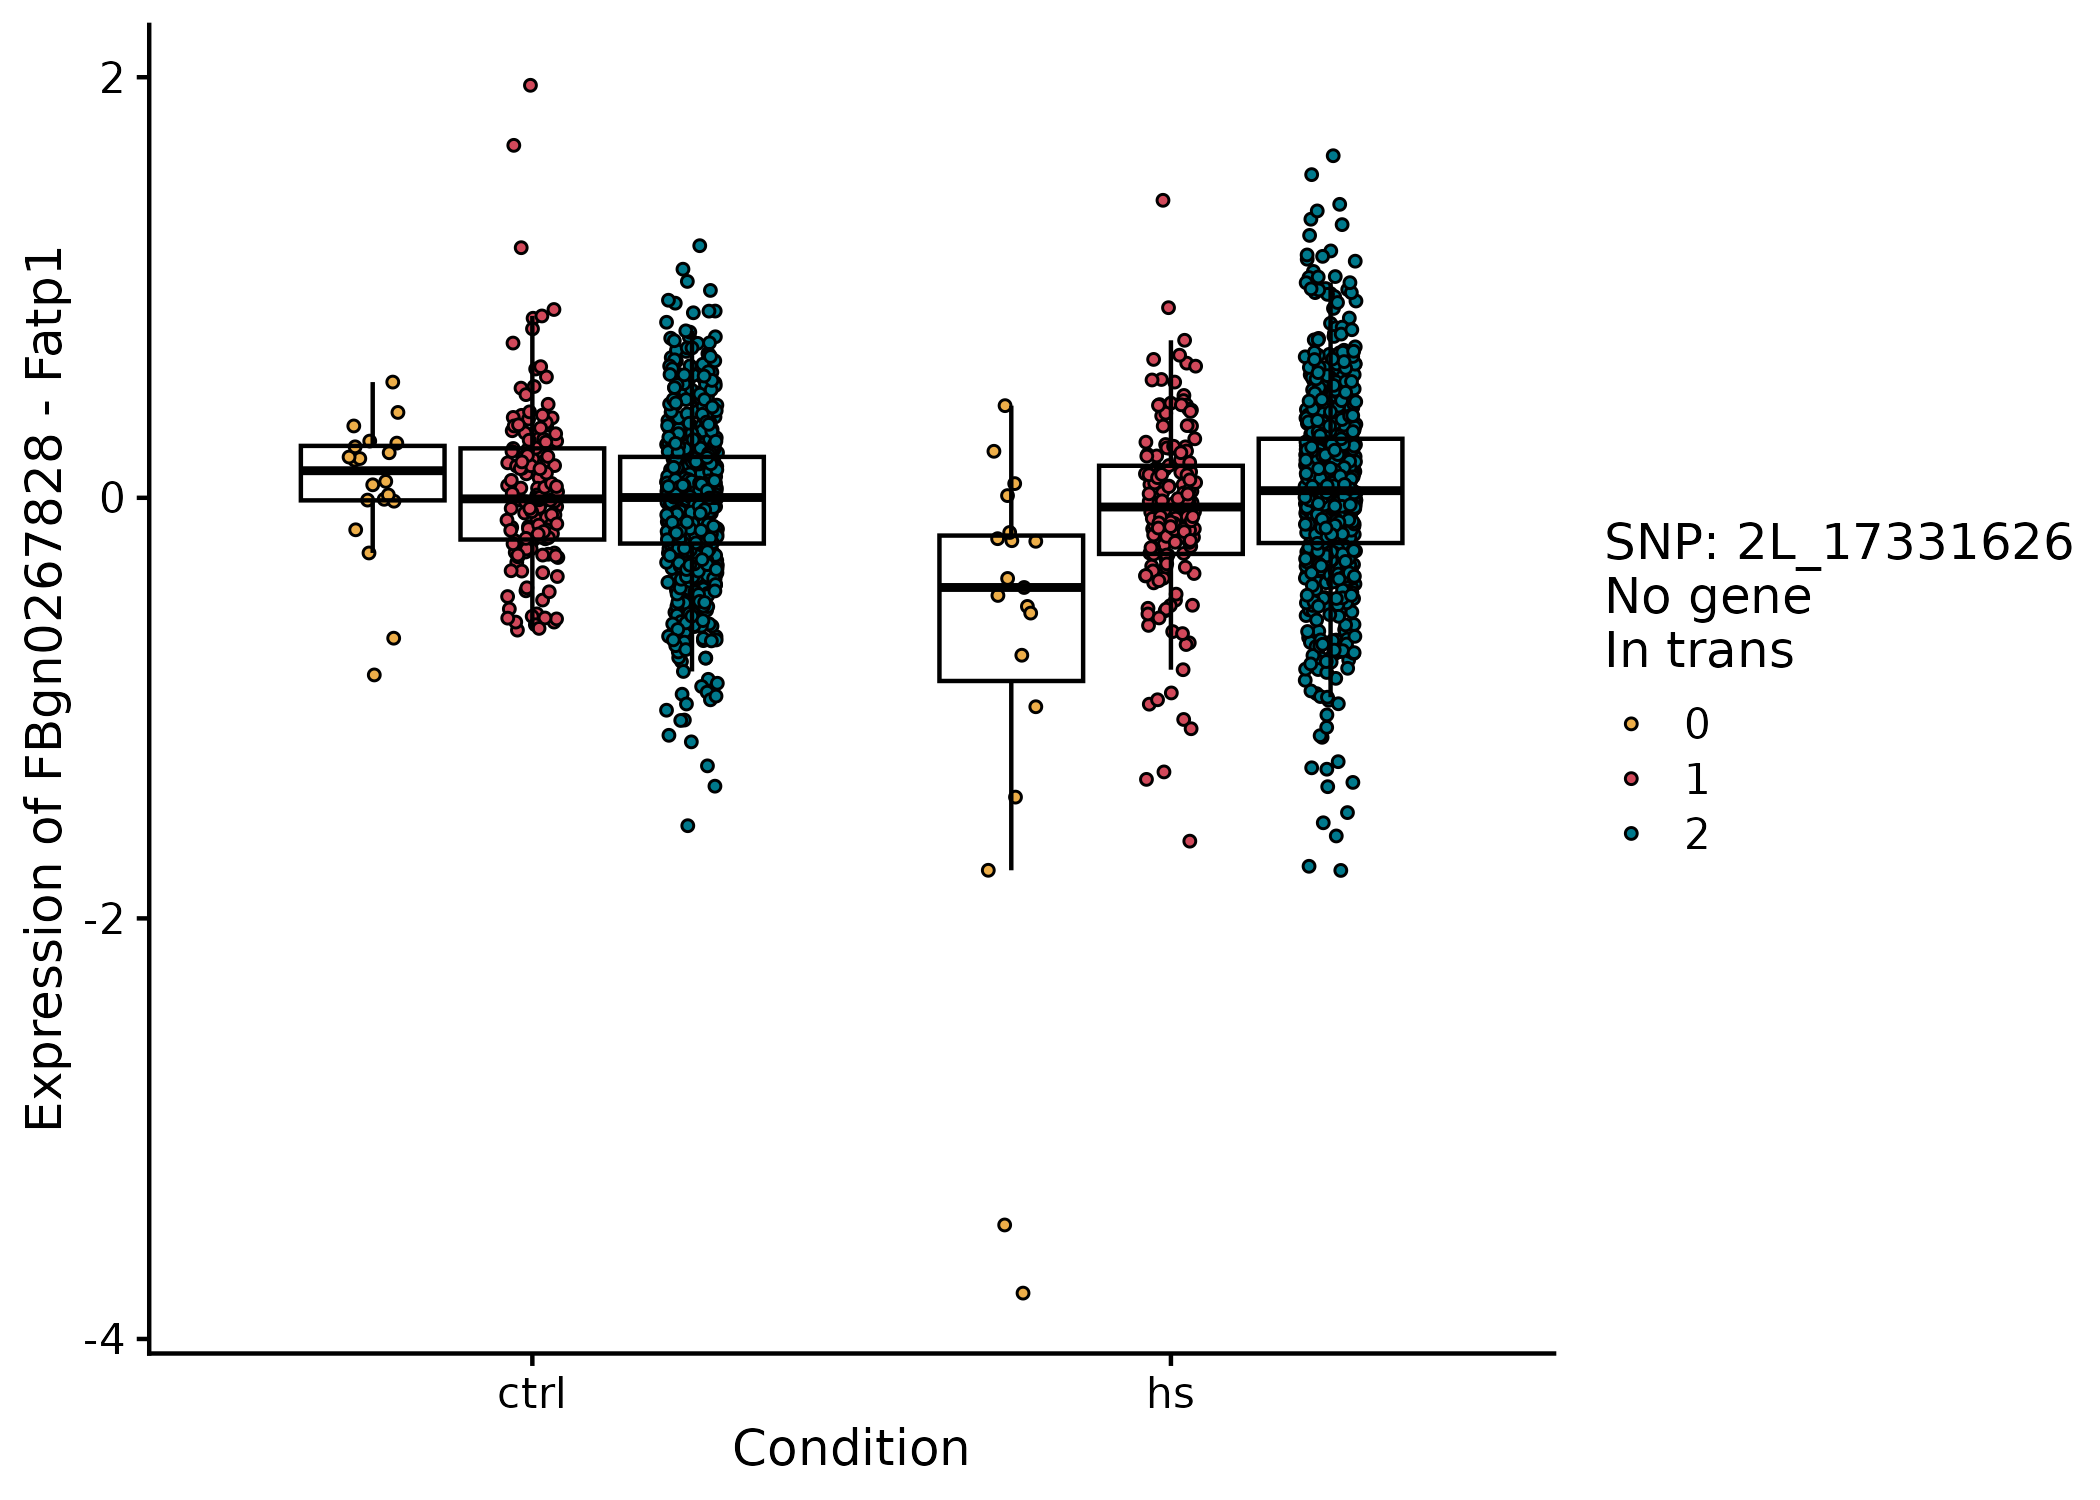 Expression of FBgn0267828 - Fatp1
2
0
-2
-4
ctrl
hs
Condition
SNP: 2L_17331626
No gene
In trans
0
1
2